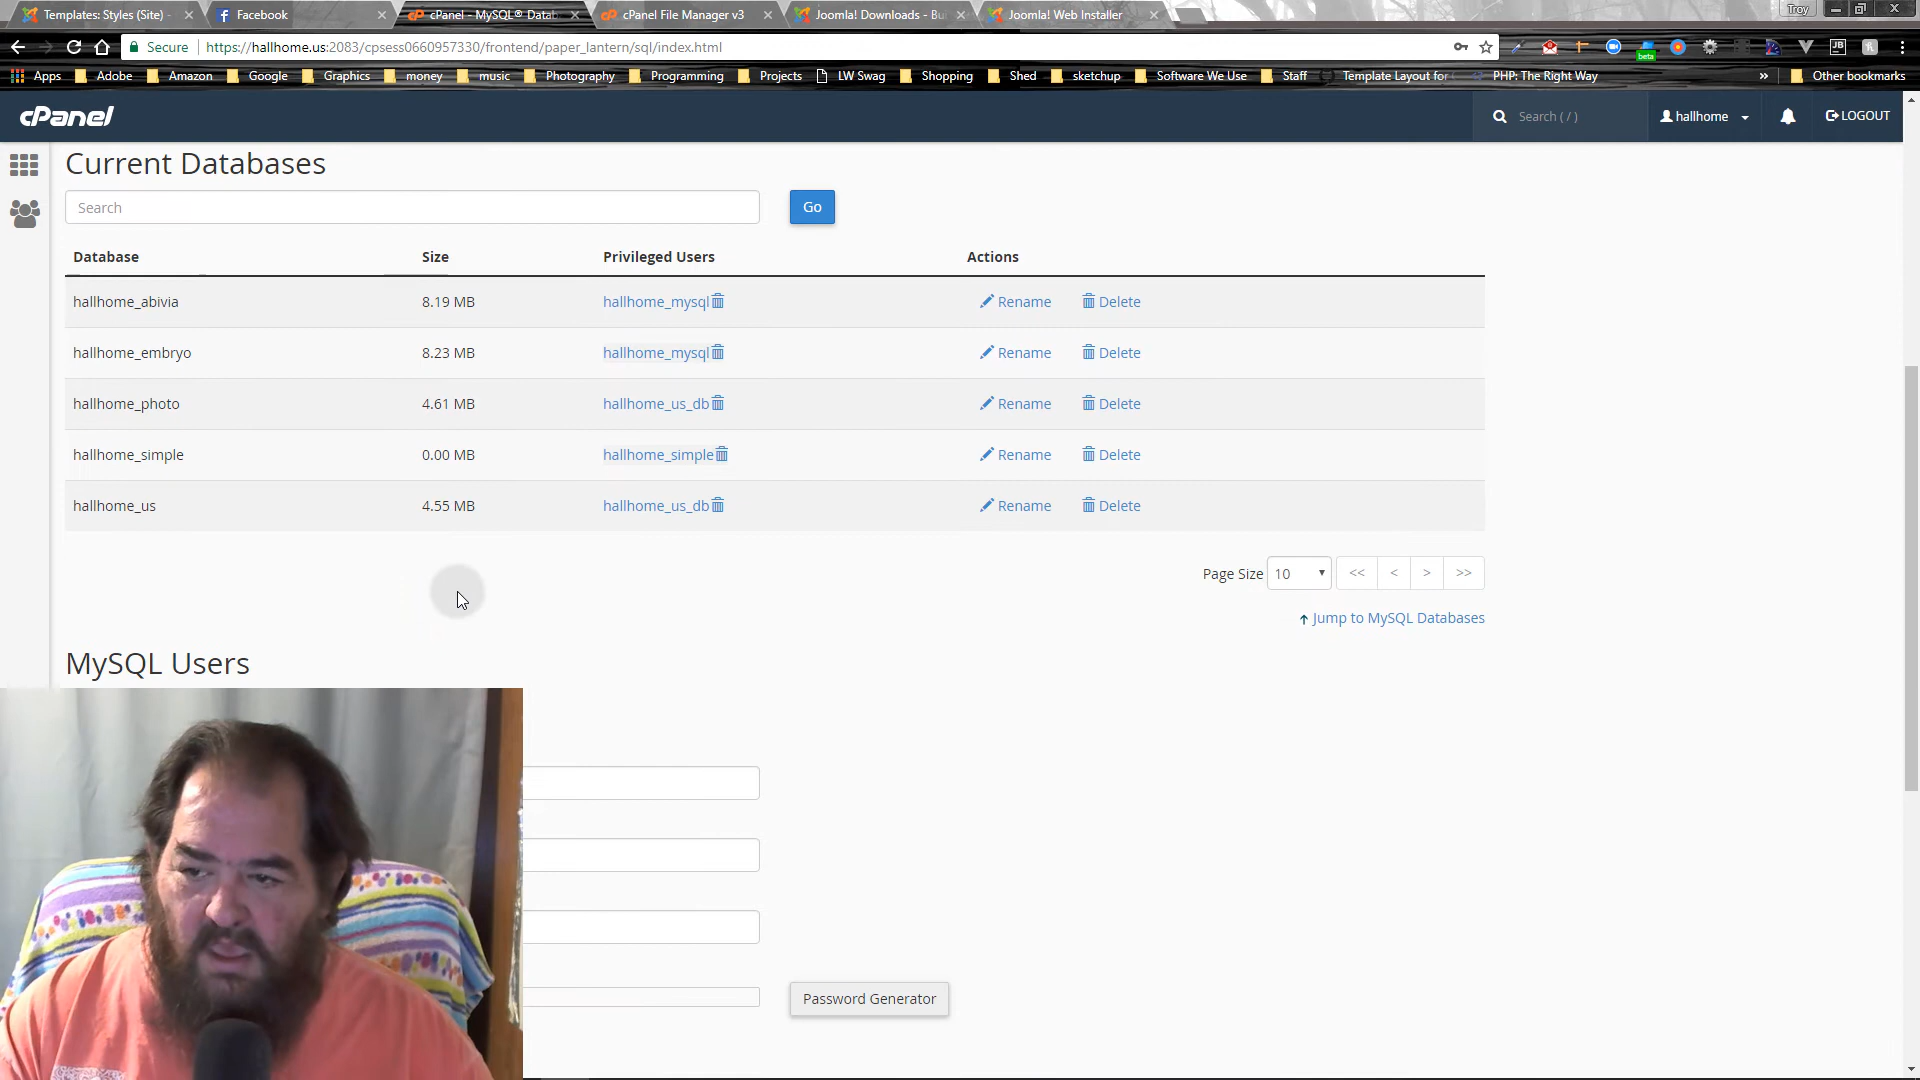 Templates: Styles (Site) -
Facebook
cPanel - MySQL® Datab
cPanel File Manager v3
Joomla! Downloads - Bu
Joomla! Web Installer
Troy
Secure
https://hallhome.us:2083/cpsess0660957330/frontend/paper_lantern/sql/index.html
beta
JB
Apps
Adobe
Amazon
Google
Graphics
money
music
Photography
Programming
Projects
LW Swag
Shopping
Shed
sketchup
Software We Use
Staff
Template Layout for
PHP: The Right Way
»
Other bookmarks
cPanel
Search ( / )
hallhome
LOGOUT
Current Databases
Search
Go
Database Size Privileged Users Actions
hallhome_abivia 8.19 MB hallhome_mysql Rename Delete
hallhome_embryo 8.23 MB hallhome_mysql Rename Delete
hallhome_photo 4.61 MB hallhome_us_db Rename Delete
hallhome_simple 0.00 MB hallhome_simple Rename Delete
hallhome_us 4.55 MB hallhome_us_db Rename Delete
Page Size 10 << < > >>
Jump to MySQL Databases
MySQL Users
Password Generator